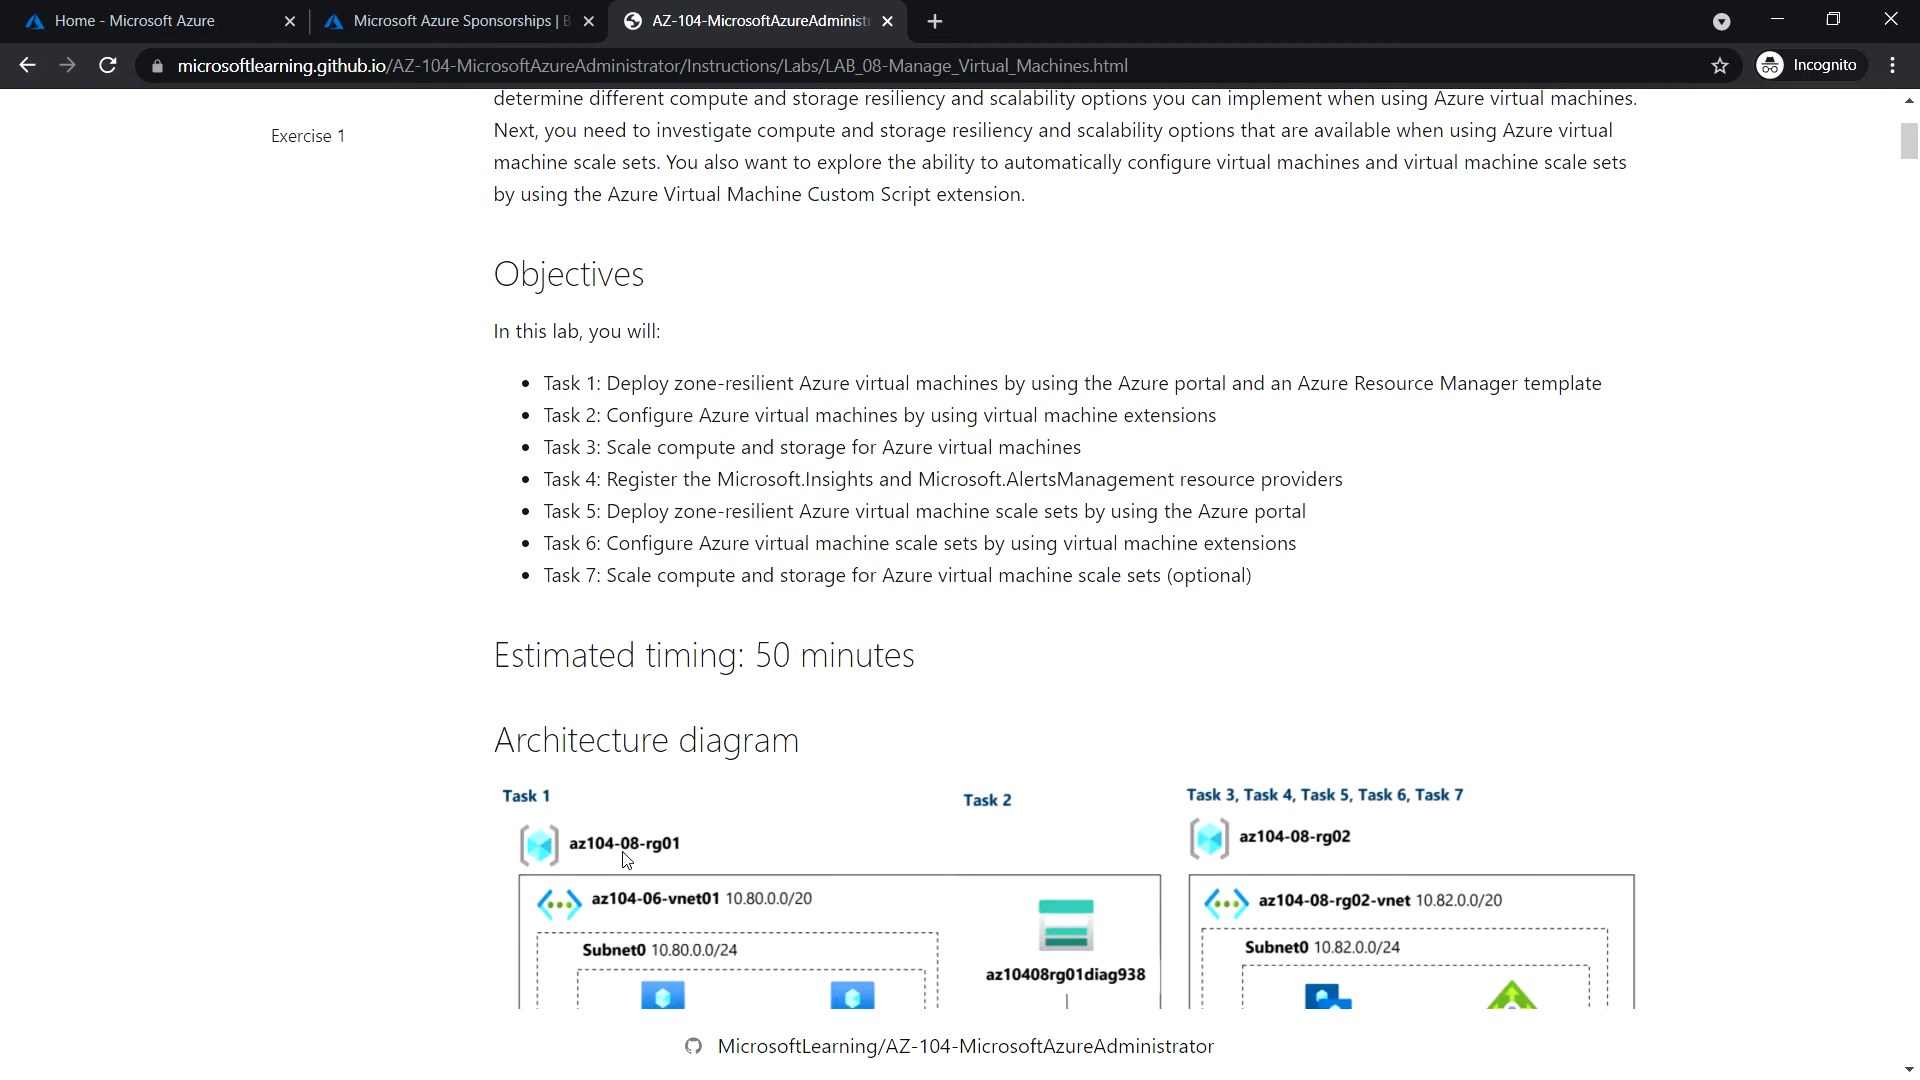 Home - Microsoft Azure
Microsoft Azure Sponsorships | B
AZ-104-MicrosoftAzureAdminist
microsoftlearning.github.io/AZ-104-MicrosoftAzureAdministrator/Instructions/Labs/LAB_08-Manage_Virtual_Machines.html
Incognito
determine different compute and storage resiliency and scalability options you can implement when using Azure virtual machines.
Exercise 1
Next, you need to investigate compute and storage resiliency and scalability options that are available when using Azure virtual
machine scale sets. You also want to explore the ability to automatically configure virtual machines and virtual machine scale sets
by using the Azure Virtual Machine Custom Script extension.
Objectives
In this lab, you will:
• Task 1: Deploy zone-resilient Azure virtual machines by using the Azure portal and an Azure Resource Manager template
• Task 2: Configure Azure virtual machines by using virtual machine extensions
• Task 3: Scale compute and storage for Azure virtual machines
• Task 4: Register the Microsoft.Insights and Microsoft.AlertsManagement resource providers
• Task 5: Deploy zone-resilient Azure virtual machine scale sets by using the Azure portal
• Task 6: Configure Azure virtual machine scale sets by using virtual machine extensions
• Task 7: Scale compute and storage for Azure virtual machine scale sets (optional)
Estimated timing: 50 minutes
Architecture diagram
Task 1
Task 2
Task 3, Task 4, Task 5, Task 6, Task 7
az104-08-rg01
az104-08-rg02
az104-06-vnet01 10.80.0.0/20
az104-08-rg02-vnet 10.82.0.0/20
Subnet0 10.80.0.0/24
Subnet0 10.82.0.0/24
az10408rg01diag938
MicrosoftLearning/AZ-104-MicrosoftAzureAdministrator